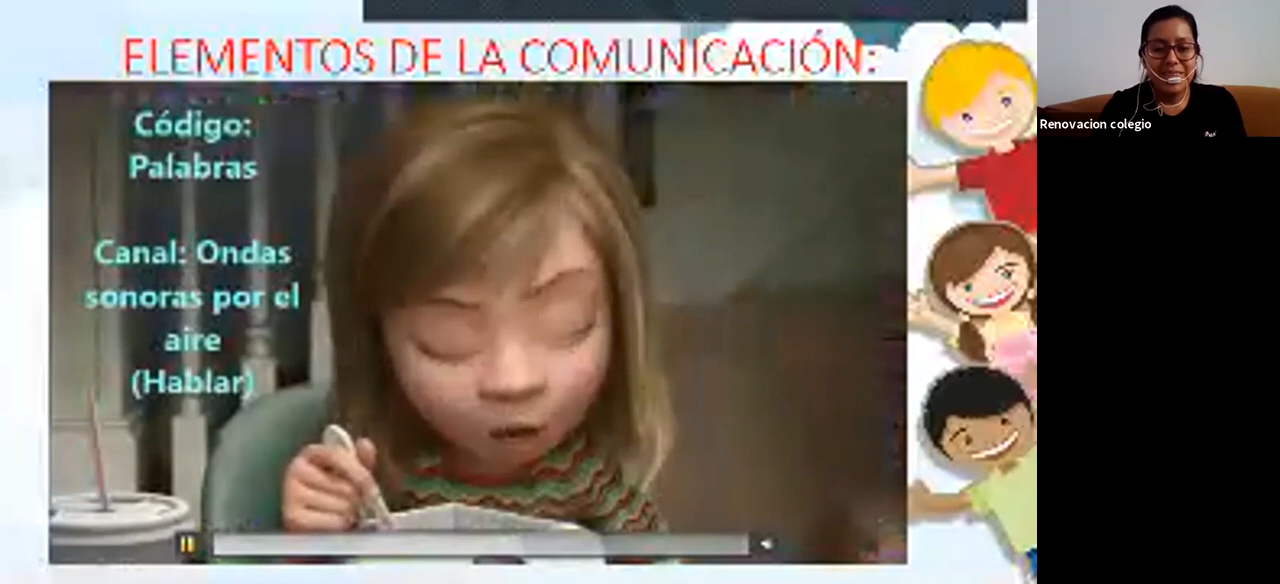 ELEMENTOS DE LA COMUNICACIÓN:
Código:
Palabras
Canal: Ondas
sonoras por el
aire
(Hablar)
Renovacion colegio